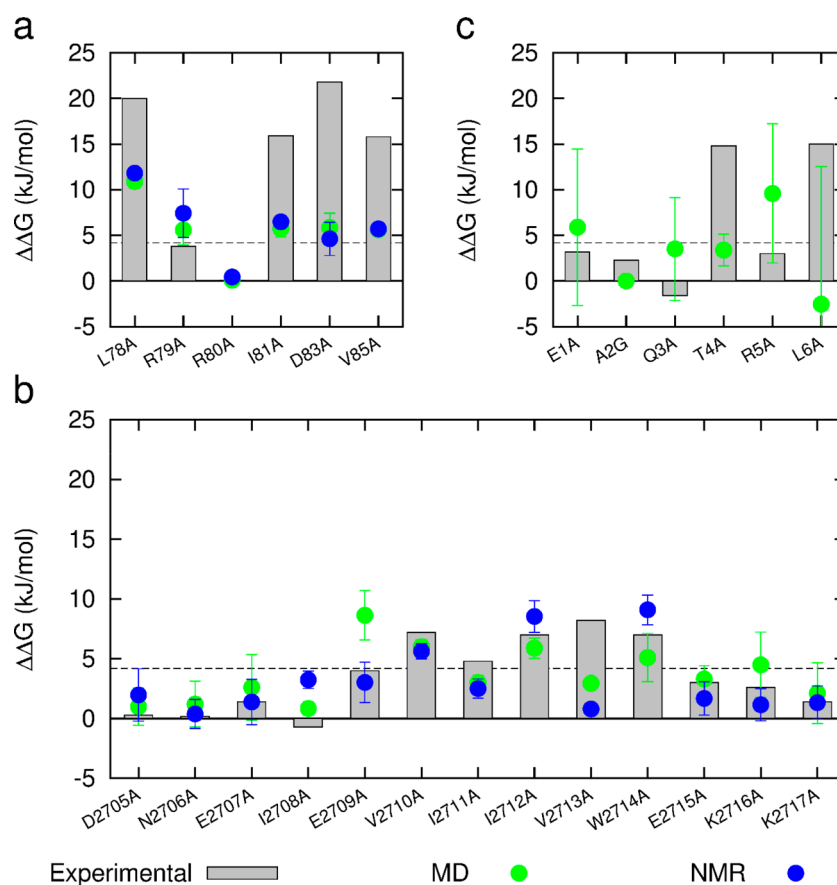 a
ΔΔG (kJ/mol)
25
20
15
10
5
0
-5
L78A
R79A
R80A
I81A
D83A
V85A
c
ΔΔG (kJ/mol)
25
20
15
10
5
0
-5
E1A
A2G
Q3A
T4A
R5A
L6A
b
ΔΔG (kJ/mol)
25
20
15
10
5
0
-5
D2705A
N2706A
E2707A
I2708A
E2709A
V2710A
I2711A
I2712A
V2713A
W2714A
E2715A
K2716A
K2717A
Experimental
MD
NMR